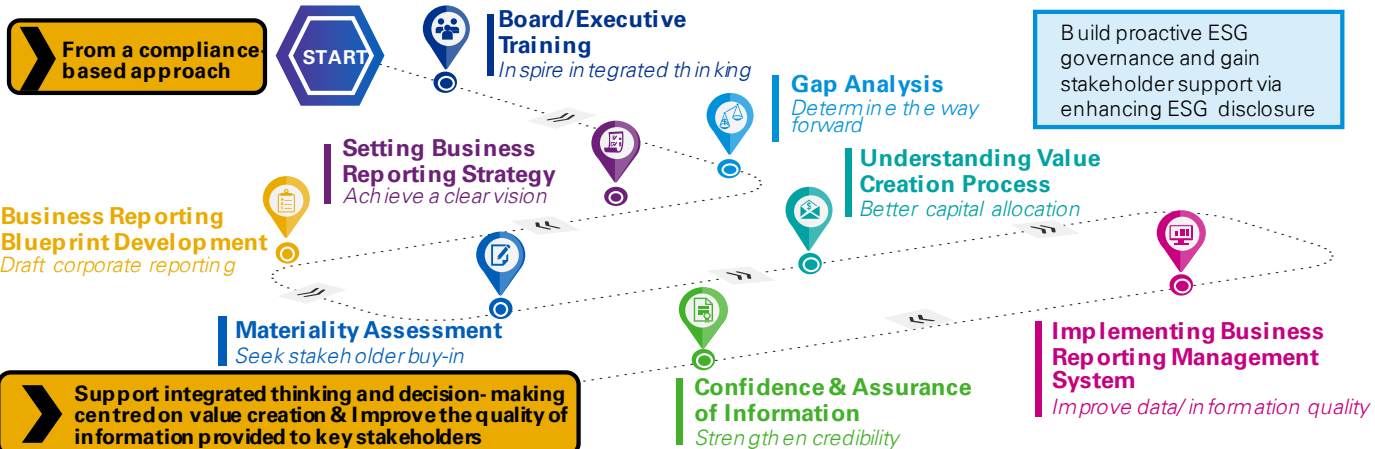 From a compliance-
based approach
START
Board/Executive
Training
Inspire integrated thinking
Gap Analysis
Determine the way
forward
Build proactive ESG
governance and gain
stakeholder support via
enhancing ESG disclosure
Setting Business
Reporting Strategy
Achieve a clear vision
Understanding Value
Creation Process
Better capital allocation
Business Reporting
Blueprint Development
Draft corporate reporting
Materiality Assessment
Seek stakeholder buy-in
Implementing Business
Reporting Management
System
Improve data/information quality
Confidence & Assurance
of Information
Strengthen credibility
Support integrated thinking and decision-making
centred on value creation & Improve the quality of
information provided to key stakeholders